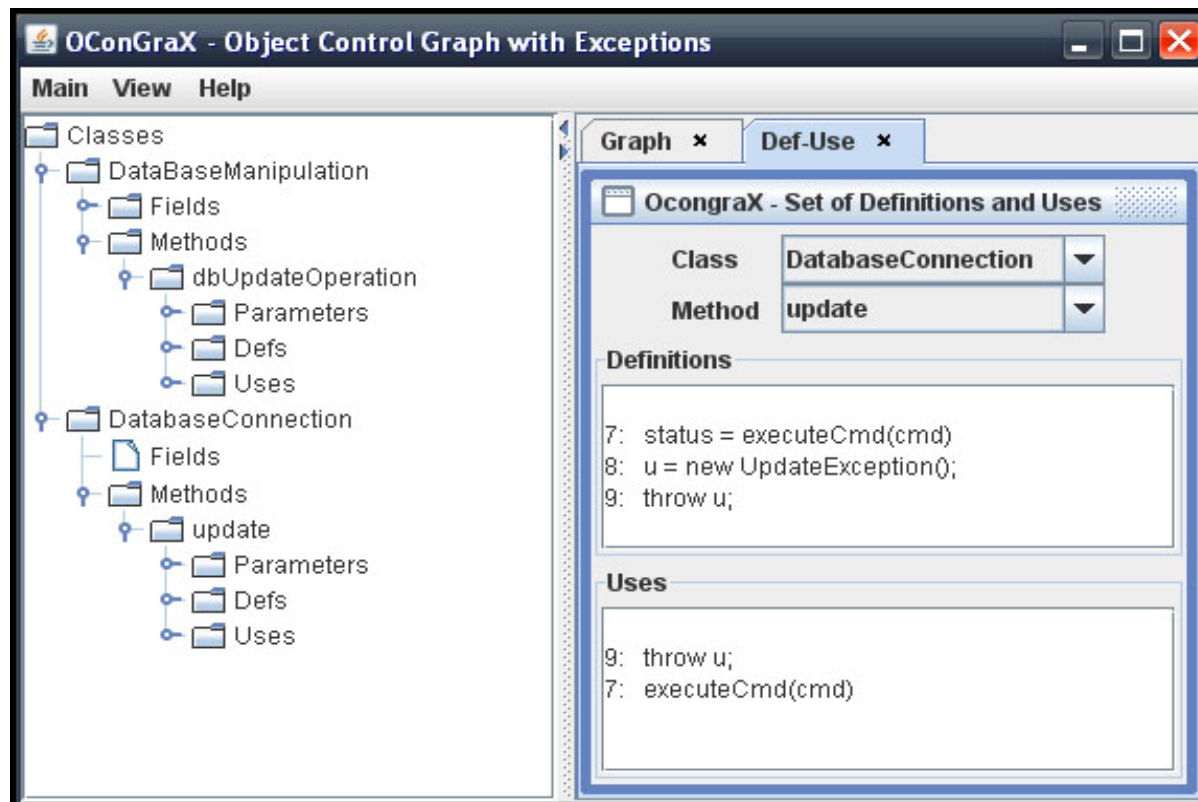 OConGraX - Object Control Graph with Exceptions
Main View Help
Classes
DataBaseManipulation
Fields
Methods
dbUpdateOperation
Parameters
Defs
Uses
DatabaseConnection
Fields
Methods
update
Parameters
Defs
Uses
Graph × Def-Use ×
OcongraX - Set of Definitions and Uses
Class DatabaseConnection
Method update
Definitions
7: status = executeCmd(cmd)
8: u = new UpdateException();
9: throw u;
Uses
9: throw u;
7: executeCmd(cmd)